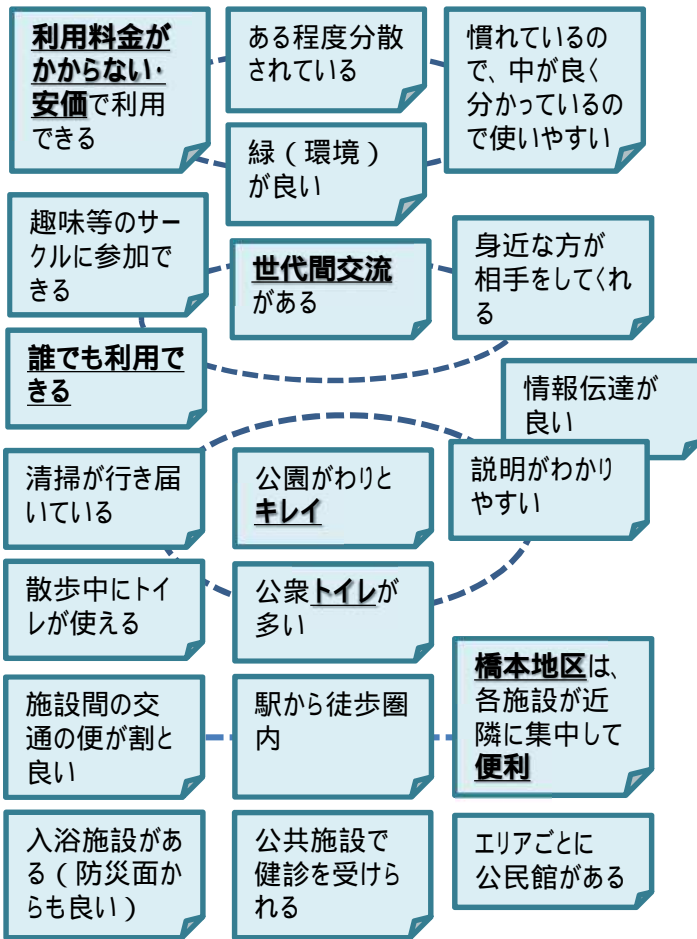 利用料金が
かからない・
安価で利用
できる
ある程度分散
されている
慣れているの
で、中が良く
分かっているの
で使いやすい
緑（環境）
が良い
趣味等のサー
クルに参加で
きる
世代間交流
がある
身近な方が
相手をしてくれ
る
誰でも利用で
きる
情報伝達が
良い
説明がわかり
やすい
清掃が行き届
いている
公園がわりと
キレイ
散歩中にトイ
レが使える
公衆トイレが
多い
施設間の交
通の便が割と
良い
駅から徒歩圏
内
橋本地区は、
各施設が近
隣に集中して
便利
入浴施設があ
る（防災面か
らも良い）
公共施設で
健診を受けら
れる
エリアごとに
公民館がある